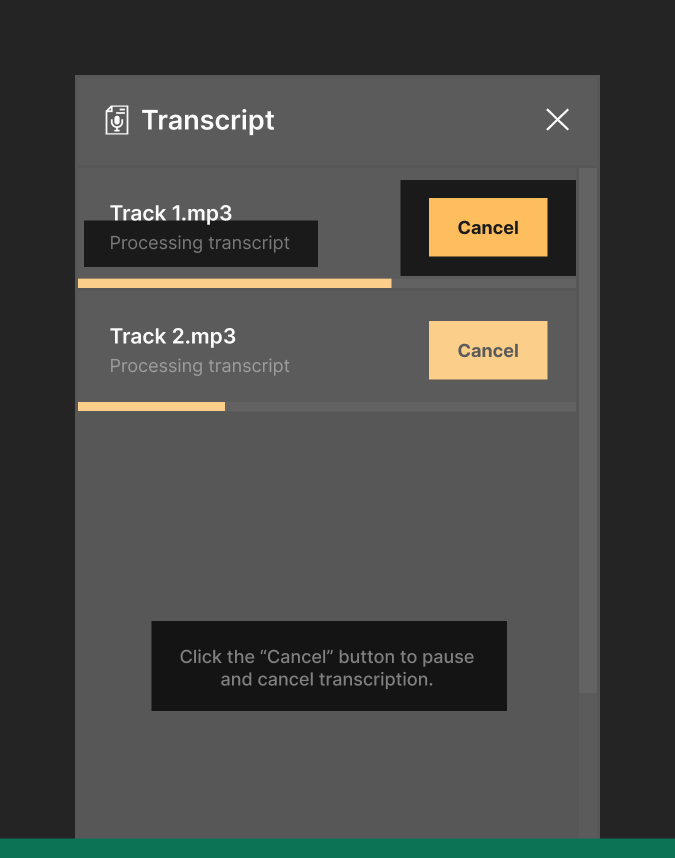 Transcript
Track 1.mp3
Cancel
Processing transcript
Track 2.mp3
Cancel
Processing transcript
Click the “Cancel” button to pause
and cancel transcription.